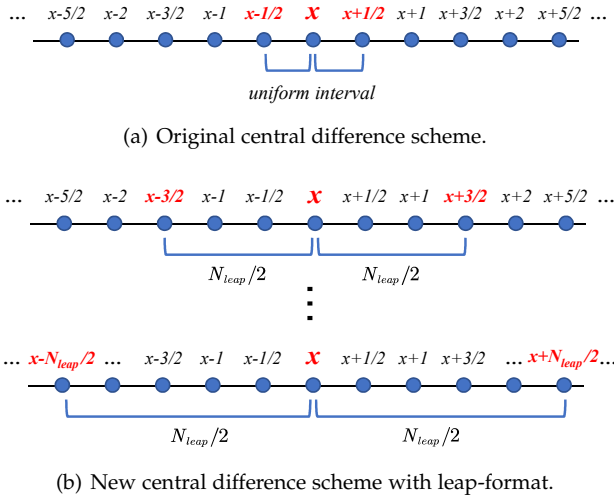 ... x-5/2 x-2 x-3/2 x-1 x-1/2 x x+1/2 x+1 x+3/2 x+2 x+5/2 ...
uniform interval
(a) Original central difference scheme.
... x-5/2 x-2 x-3/2 x-1 x-1/2 x x+1/2 x+1 x+3/2 x+2 x+5/2 ...
N_leap/2 N_leap/2
... x-N_leap/2 ... x-3/2 x-1 x-1/2 x x+1/2 x+1 x+3/2 ... x+N_leap/2 ...
N_leap/2 N_leap/2
(b) New central difference scheme with leap-format.